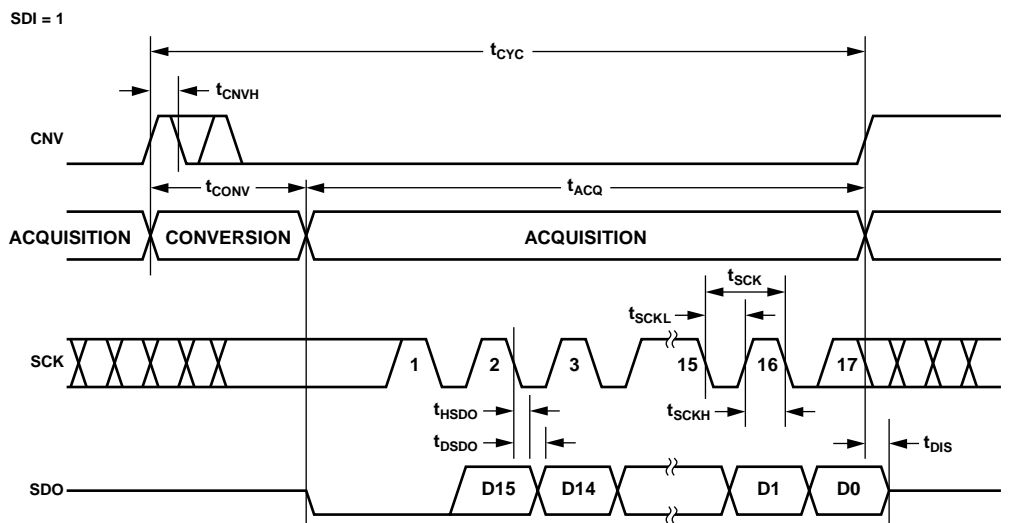 SDI = 1
tCYC
tCNVH
CNV
tCONV
tACQ
ACQUISITION
CONVERSION
ACQUISITION
tSCK
tSCKL
SCK
1
2
3
15
16
17
tHSDO
tSCKH
tDSDO
tDIS
SDO
D15
D14
D1
D0